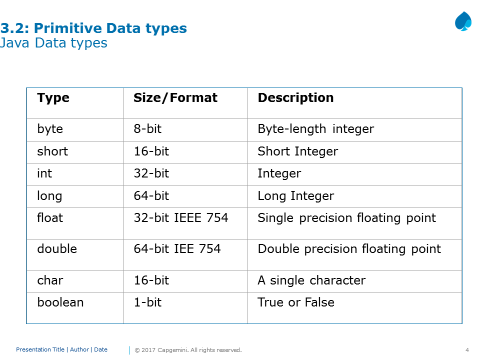 3.2: Primitive Data types
Java Data types
Type Size/Format Description
byte 8-bit Byte-length integer
short 16-bit Short Integer
int 32-bit Integer
long 64-bit Long Integer
float 32-bit IEEE 754 Single precision floating point
double 64-bit IEE 754 Double precision floating point
char 16-bit A single character
boolean 1-bit True or False
Presentation Title | Author | Date © 2017 Capgemini. All rights reserved. 4